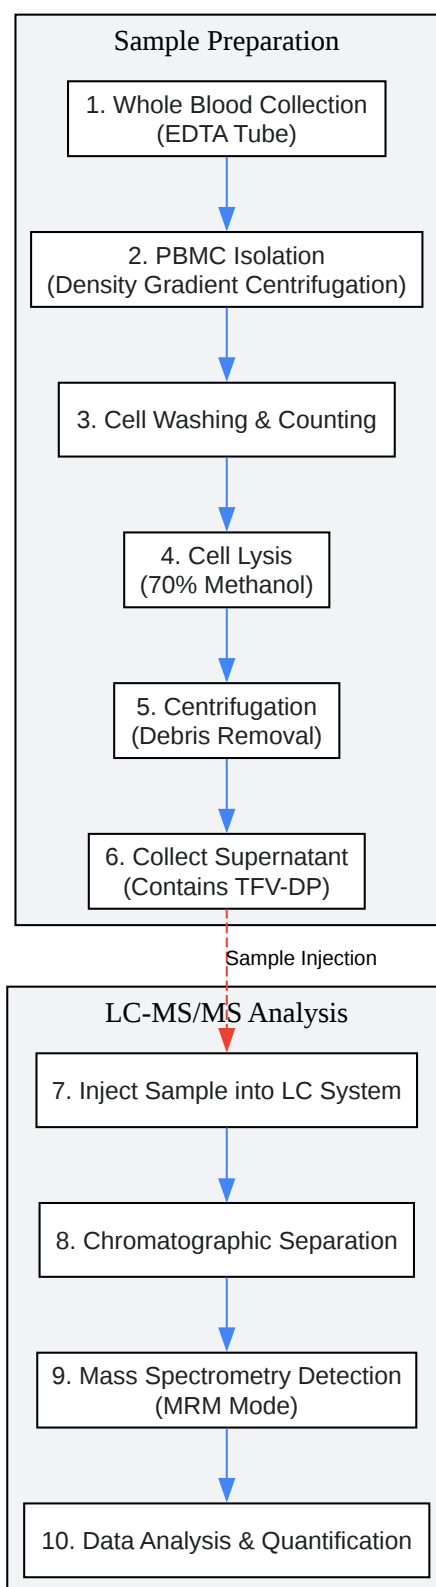 Sample Preparation
1. Whole Blood Collection
(EDTA Tube)
2. PBMC Isolation
(Density Gradient Centrifugation)
3. Cell Washing & Counting
4. Cell Lysis
(70% Methanol)
5. Centrifugation
(Debris Removal)
6. Collect Supernatant
(Contains TFV-DP)
Sample Injection
LC-MS/MS Analysis
7. Inject Sample into LC System
8. Chromatographic Separation
9. Mass Spectrometry Detection
(MRM Mode)
10. Data Analysis & Quantification